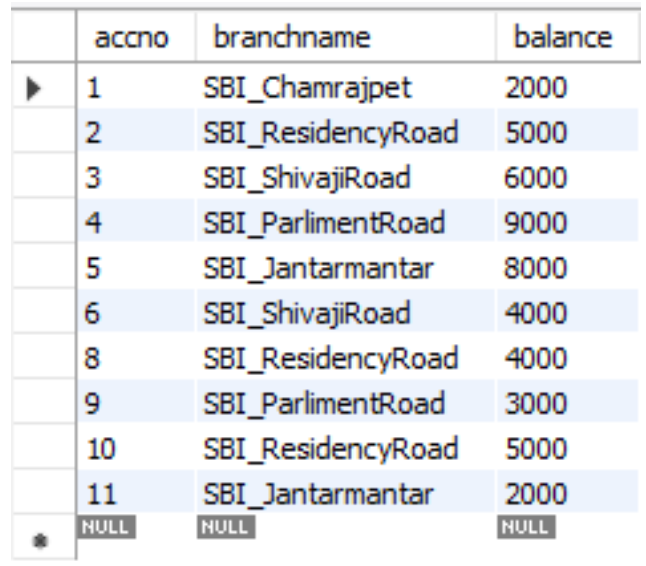 accno branchname balance
1 SBI_Chamrajpet 2000
2 SBI_ResidencyRoad 5000
3 SBI_ShivajiRoad 6000
4 SBI_ParlimentRoad 9000
5 SBI_Jantarmantar 8000
6 SBI_ShivajiRoad 4000
8 SBI_ResidencyRoad 4000
9 SBI_ParlimentRoad 3000
10 SBI_ResidencyRoad 5000
11 SBI_Jantarmantar 2000
NULL NULL NULL